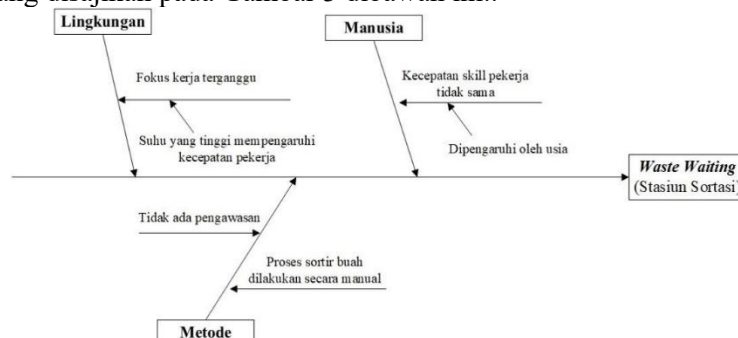 Lingkungan
Manusia
Fokus kerja terganggu
Suhu yang tinggi mempengaruhi
kecepatan pekerja
Kecepatan skill pekerja
tidak sama
Dipengaruhi oleh usia
Waste Waiting
(Stasiun Sortasi)
Tidak ada pengawasan
Proses sortir buah
dilakukan secara manual
Metode